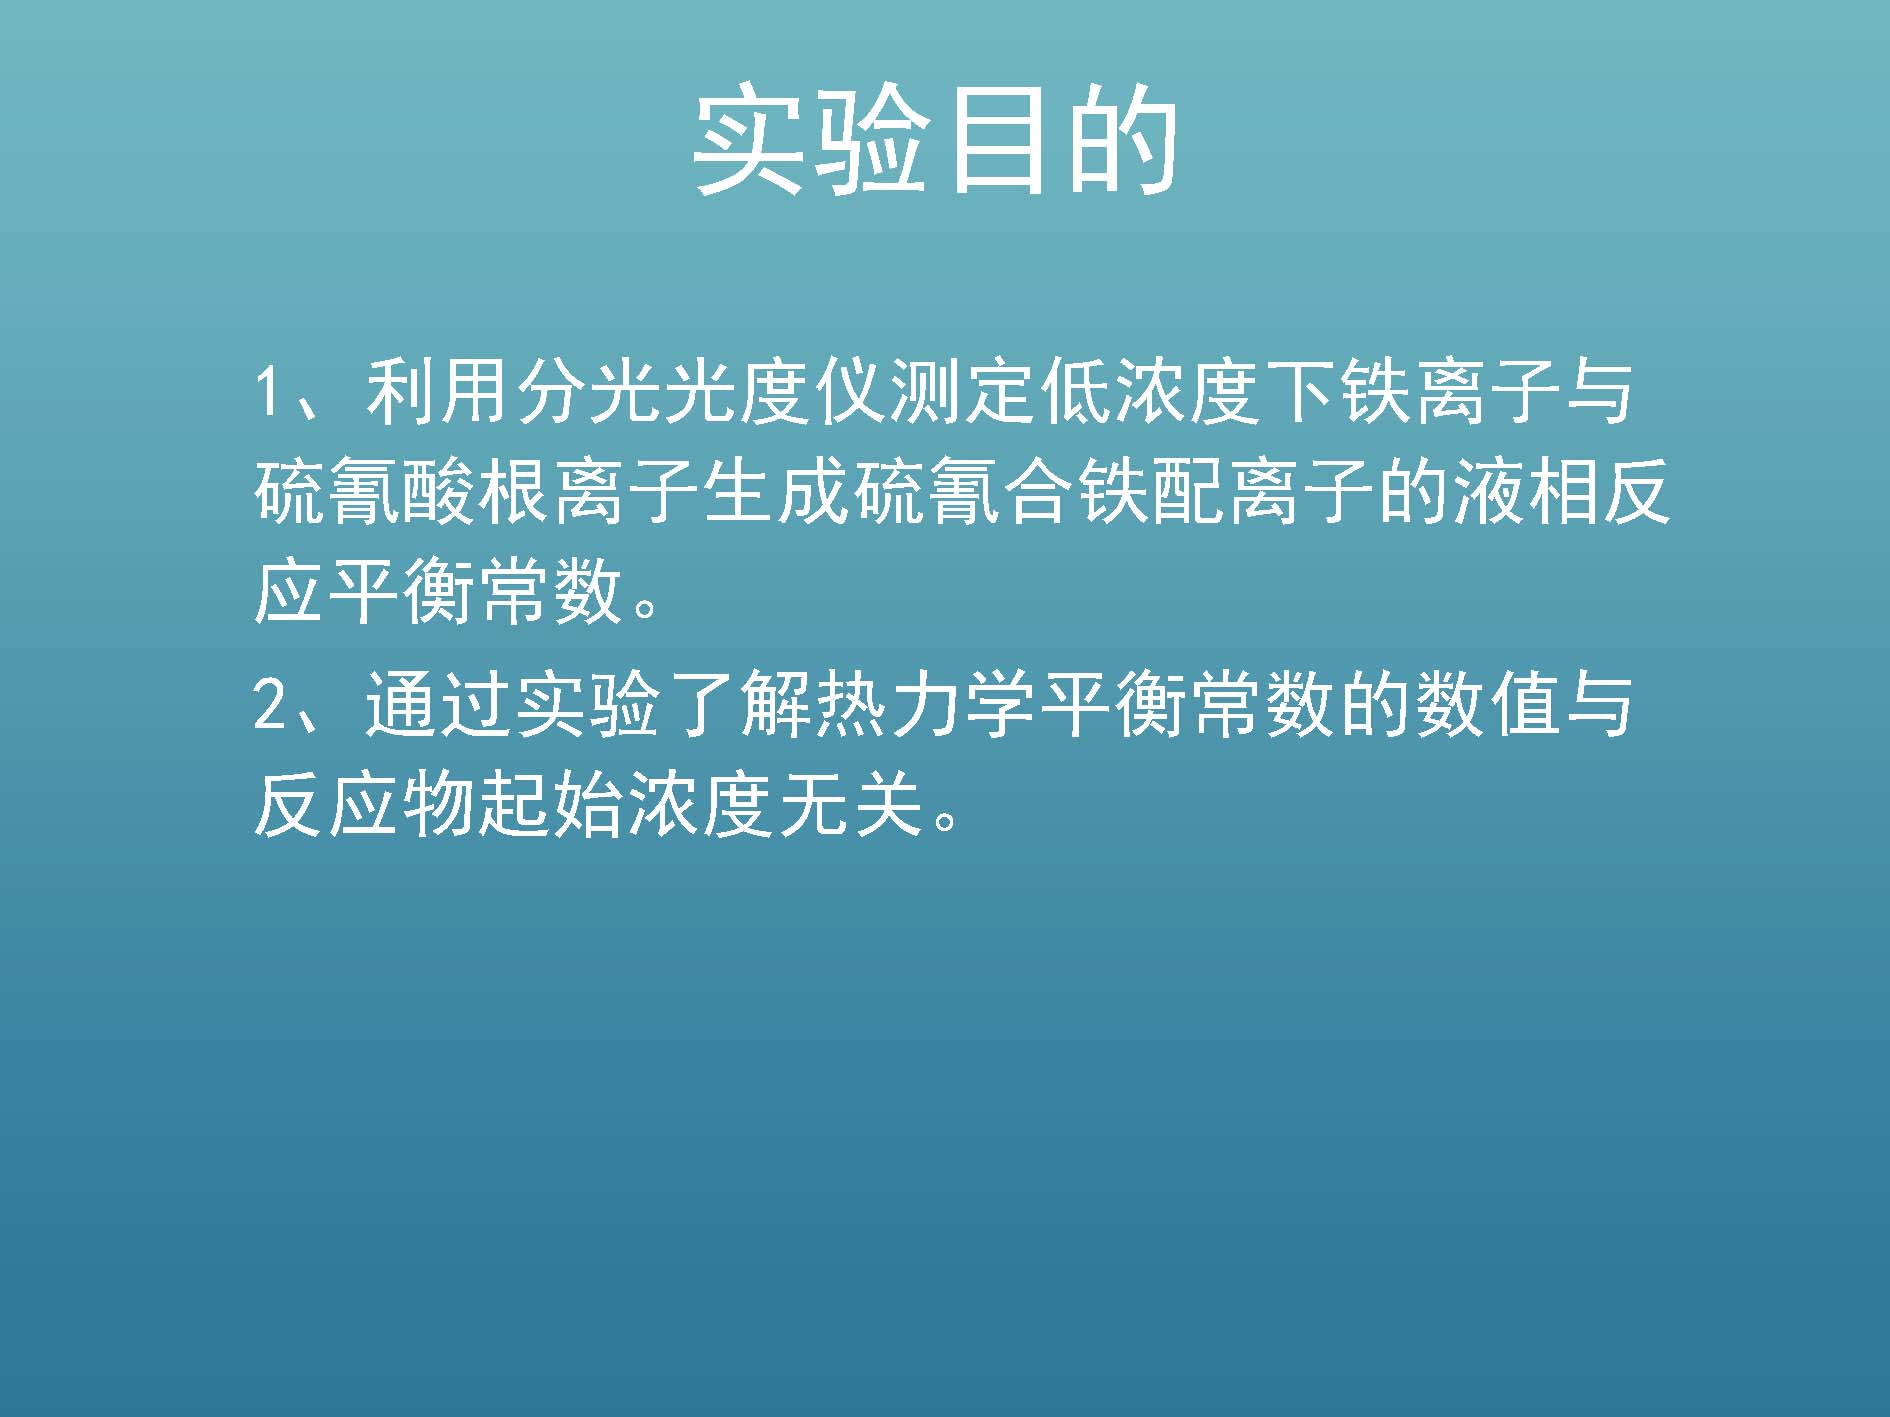 实验目的
1、利用分光光度仪测定低浓度下铁离子与
硫氰酸根离子生成硫氰合铁配离子的液相反
应平衡常数。
2、通过实验了解热力学平衡常数的数值与
反应物起始浓度无关。